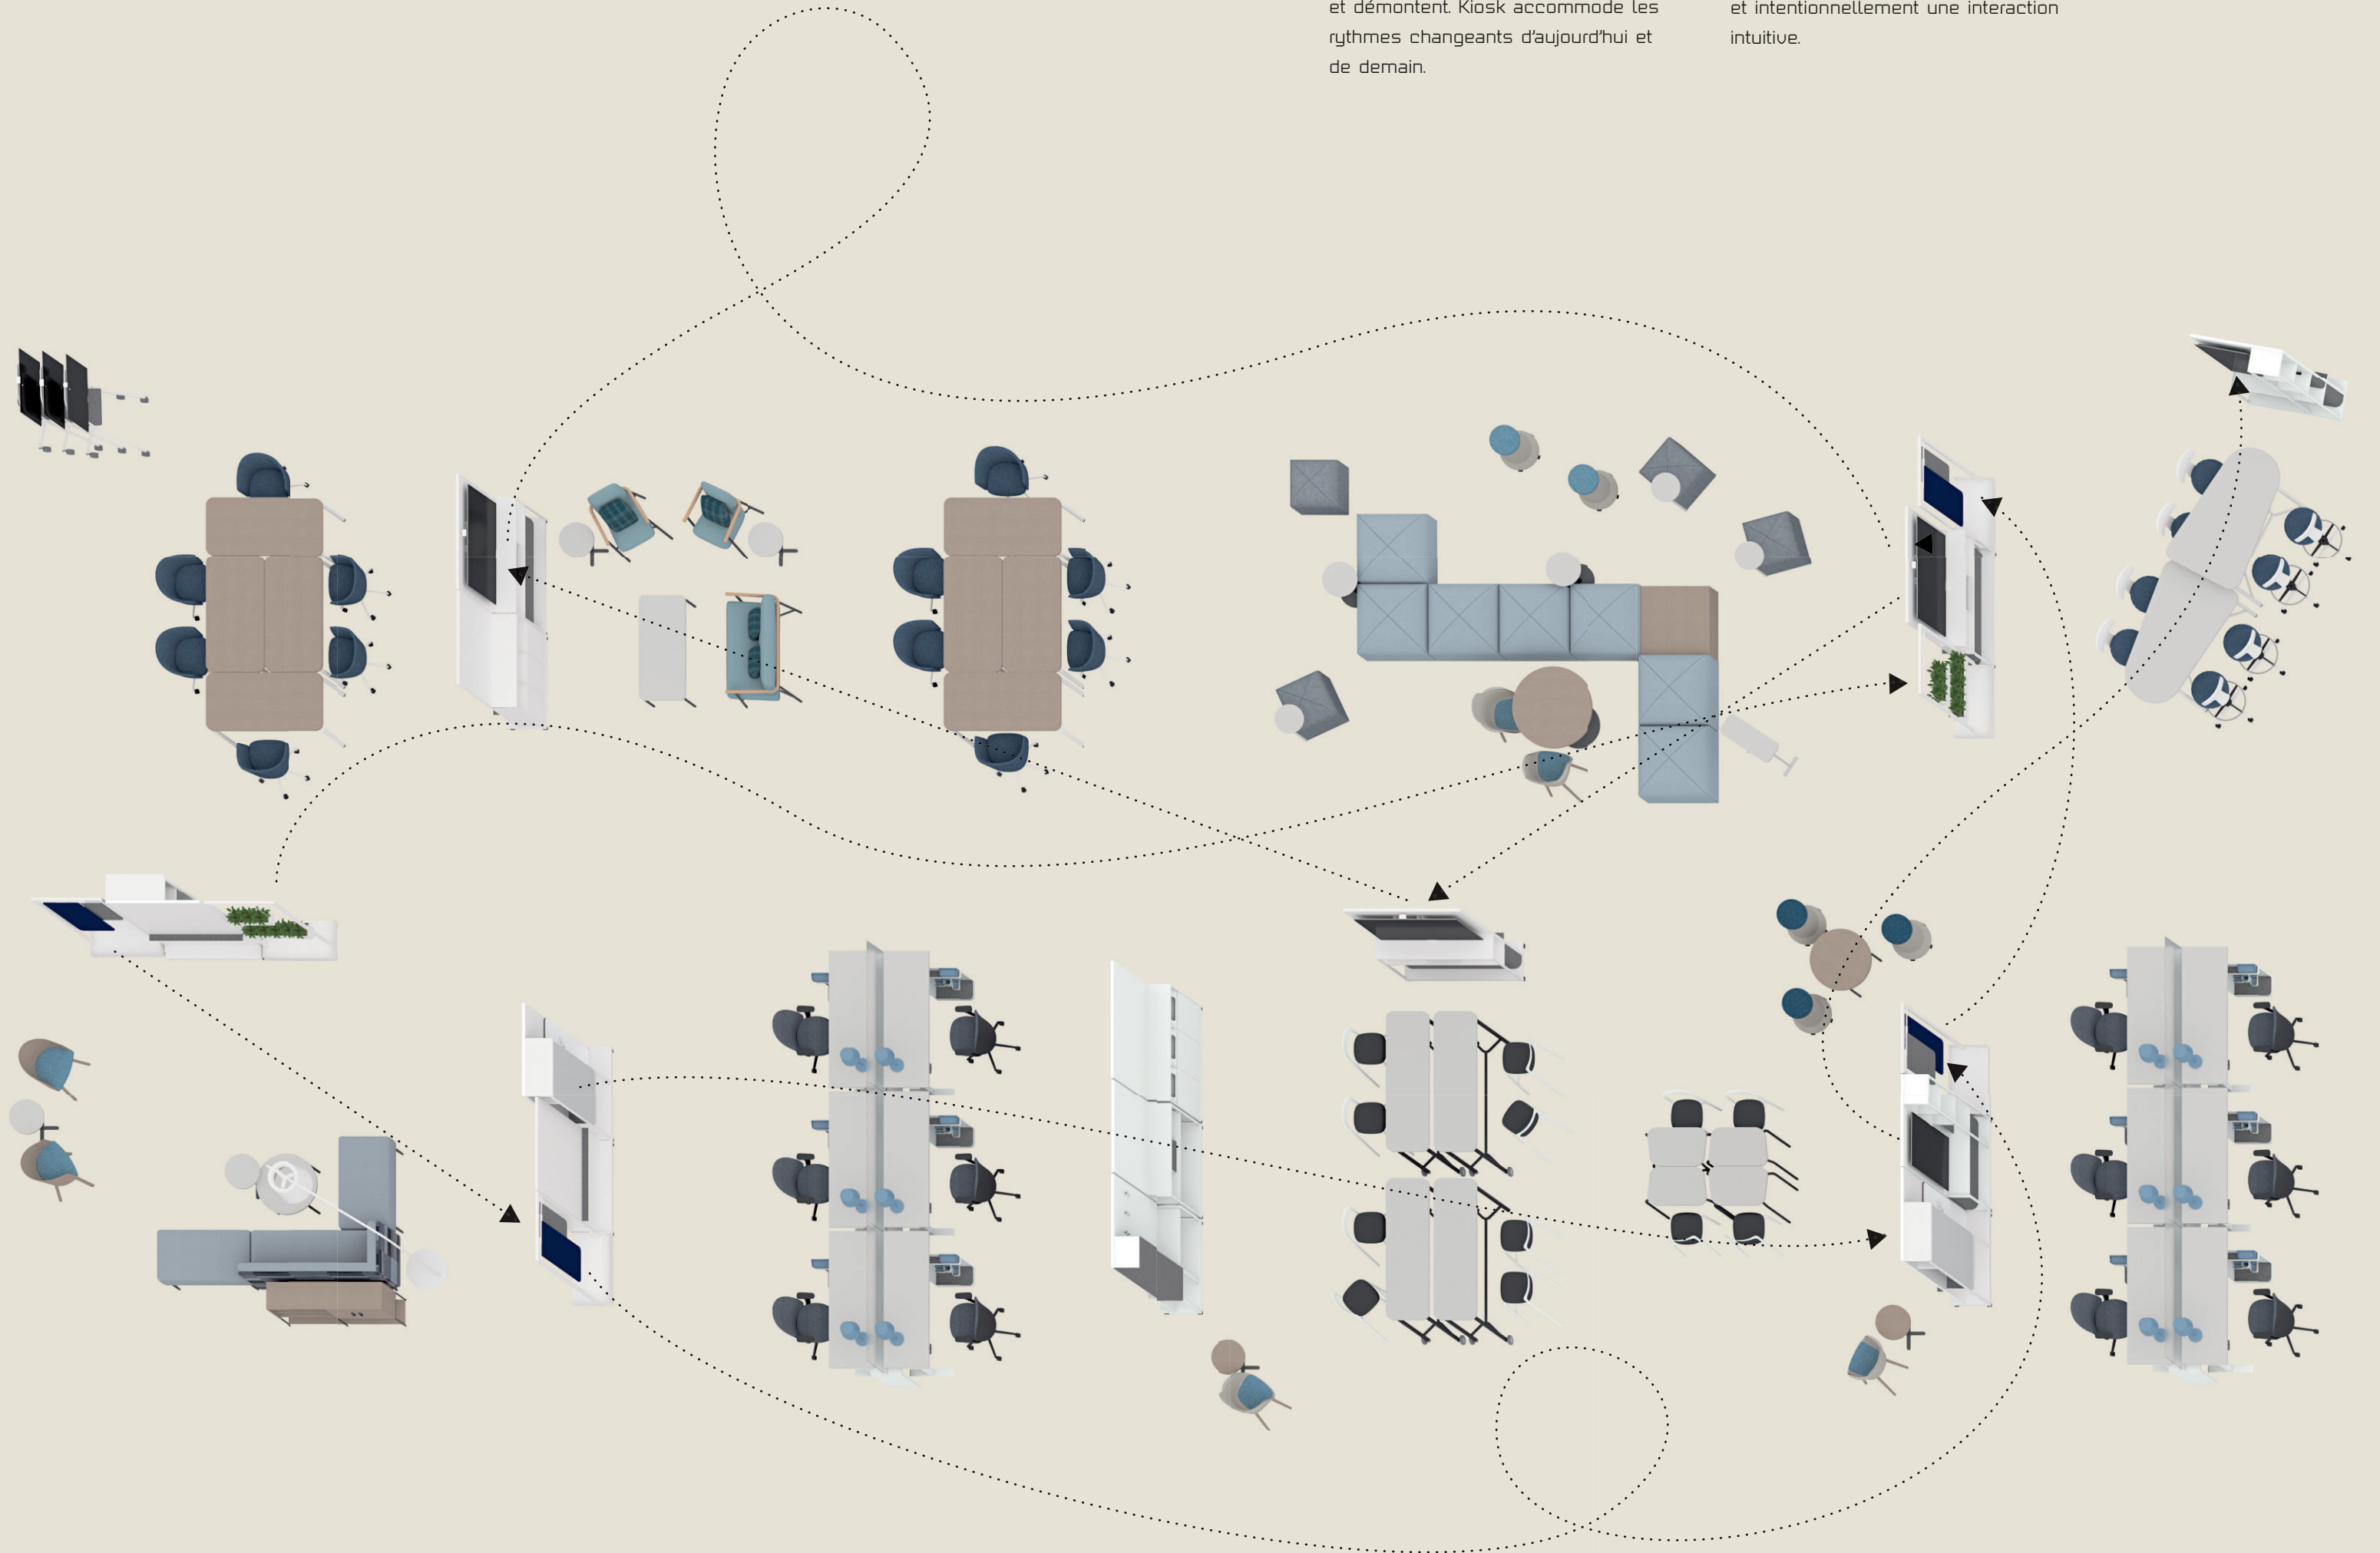 et démontent. Kiosk accommode les
rythmes changeants d'aujourd'hui et
de demain.
et intentionnellement une interaction
intuitive.